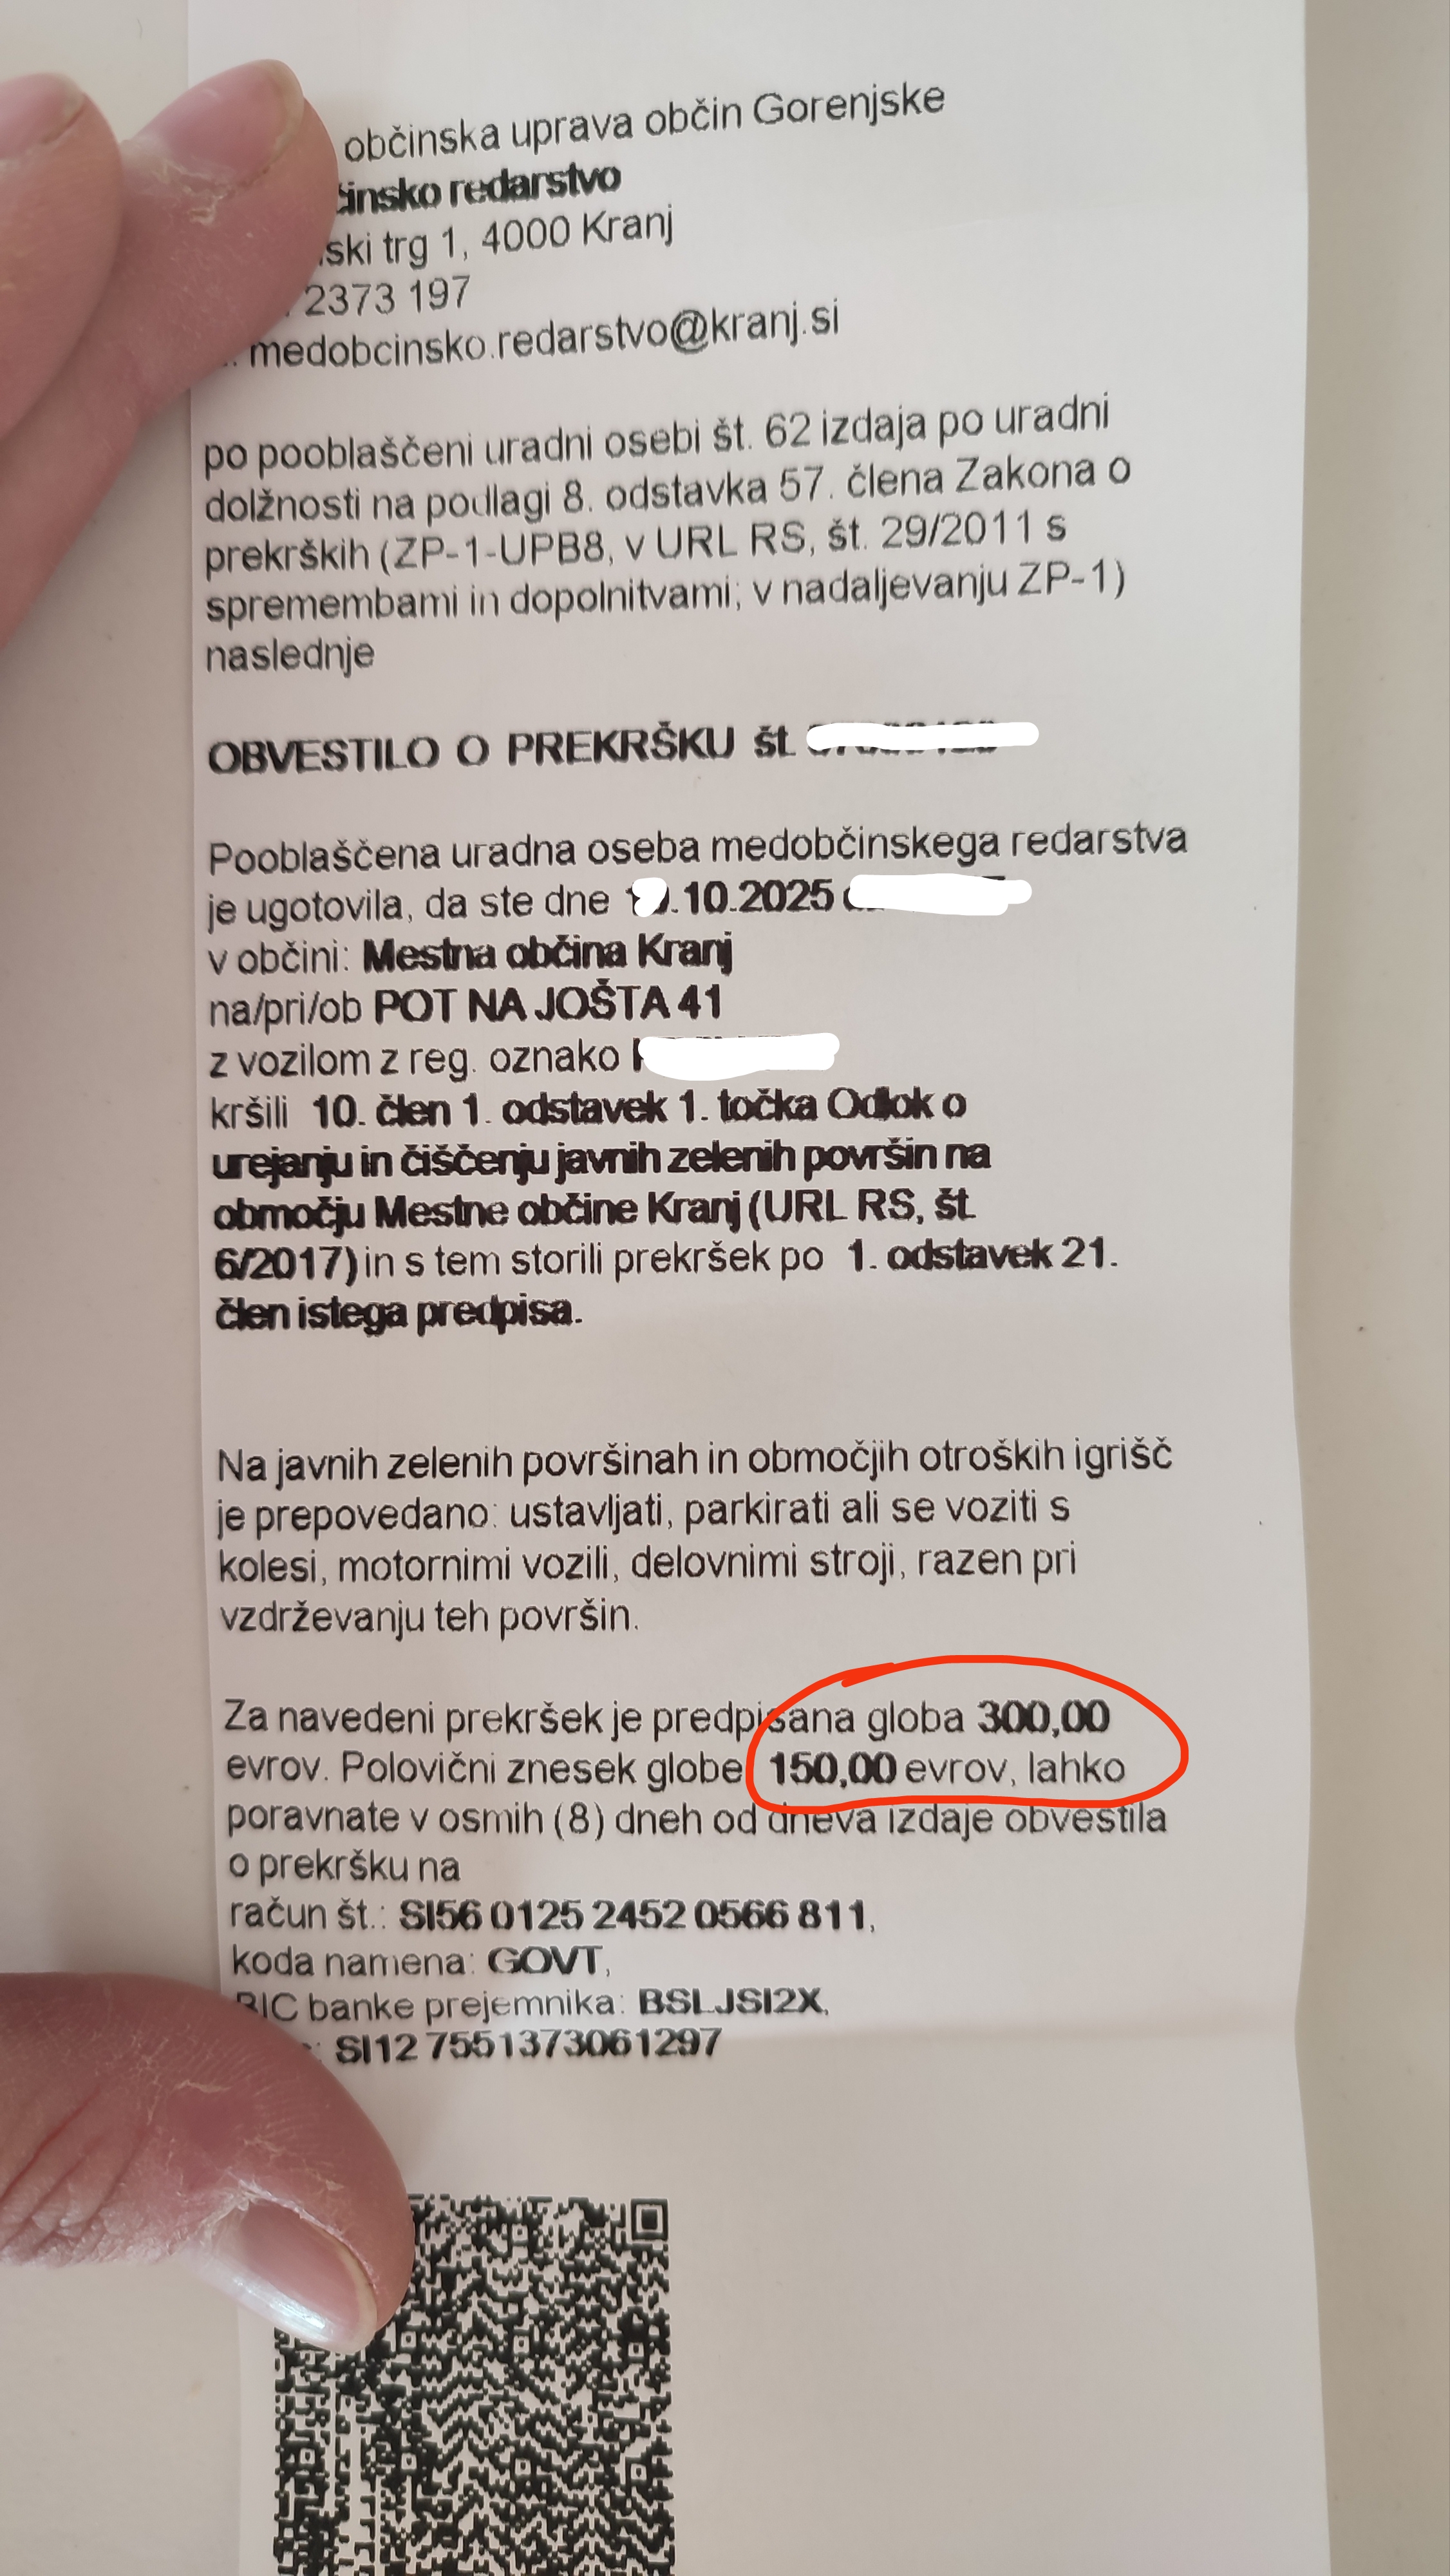 občinska uprava občin Gorenjske
činsko redarstvo
ski trg 1, 4000 Kranj
2373 197
medobcinsko.redarstvo@kranj.si
po pooblaščeni uradni osebi št. 62 izdaja po uradni
dolžnosti na podlagi 8. odstavka 57. člena Zakona o
prekrških (ZP-1-UPB8, v URL RS, št. 29/2011 s
spremembami in dopolnitvami; v nadaljevanju ZP-1)
naslednje
OBVESTILO O PREKRŠKU št.
Pooblaščena uradna oseba medobčinskega redarstva
je ugotovila, da ste dne .10.2025
v občini: Mestna občina Kranj
na/pri/ob POT NA JOŠTA 41
z vozilom z reg. oznako
kršili 10. člen 1. odstavek 1. točka Odlok o
urejanju in čiščenju javnih zelenih površin na
območju Mestne občine Kranj (URL RS, št.
6/2017) in s tem storili prekršek po 1. odstavek 21.
člen istega predpisa.
Na javnih zelenih površinah in območjih otroških igrišč
je prepovedano: ustavljati, parkirati ali se voziti s
kolesi, motornimi vozili, delovnimi stroji, razen pri
vzdrževanju teh površin.
Za navedeni prekršek je predpisana globa 300,00
evrov. Polovični znesek globe 150,00 evrov, lahko
poravnate v osmih (8) dneh od dneva izdaje obvestila
o prekršku na
račun št.: SI56 0125 2452 0566 811,
koda namena: GOVT,
BIC banke prejemnika: BSLJSI2X,
: SI12 7551373061297